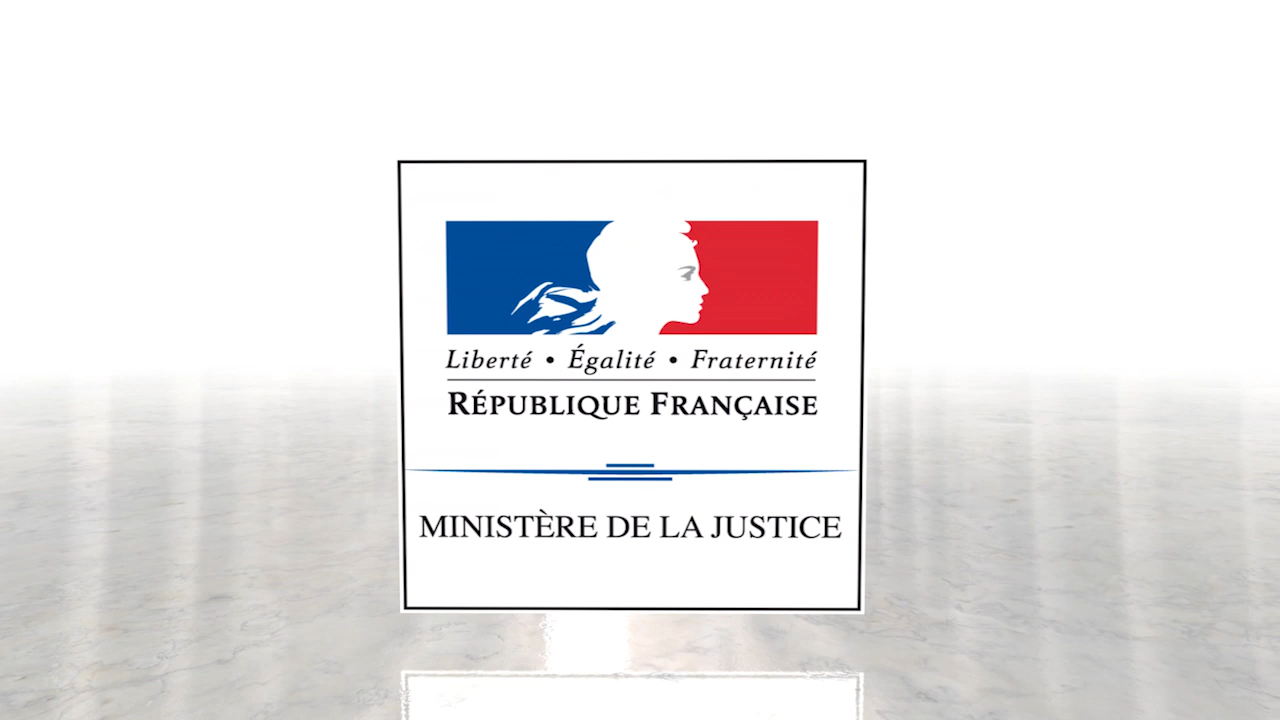 Liberté • Égalité • Fraternité
RÉPUBLIQUE FRANÇAISE
MINISTÈRE DE LA JUSTICE